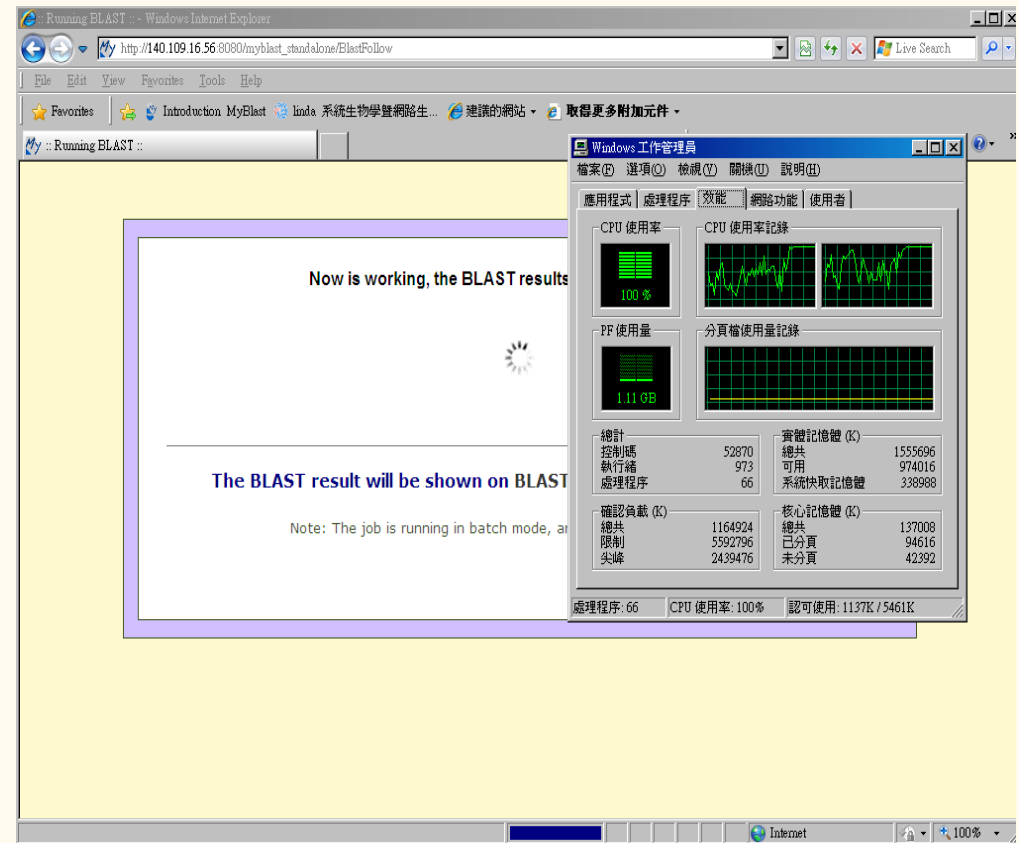 :: Running BLAST :: - Windows Internet Explorer
http://140.109.16.56:8080/myblast_standalone/BlastFollow
Live Search
File Edit View Favorites Tools Help
Favorites Introduction MyBlast linda 系統生物學暨網路生... 建議的網站 取得更多附加元件
My :: Running BLAST ::
Now is working, the BLAST results
The BLAST result will be shown on BLAST
Note: The job is running in batch mode, an
Windows 工作管理員
檔案(F) 選項(O) 檢視(V) 關機(U) 說明(H)
應用程式 處理程序 效能 網路功能 使用者
CPU 使用率 CPU 使用率記錄
100 %
PF 使用量 分頁檔使用量記錄
1.11 GB
總計
控制碼 52870
執行緒 973
處理程序 66
實體記憶體 (K)
總共 1555696
可用 974016
系統快取記憶體 338988
確認負載 (K)
總共 1164924
限制 5592796
尖峰 2439476
核心記憶體 (K)
總共 137008
已分頁 94616
未分頁 42392
處理程序: 66 CPU 使用率: 100% 認可使用: 1137K / 5461K
Internet 100%